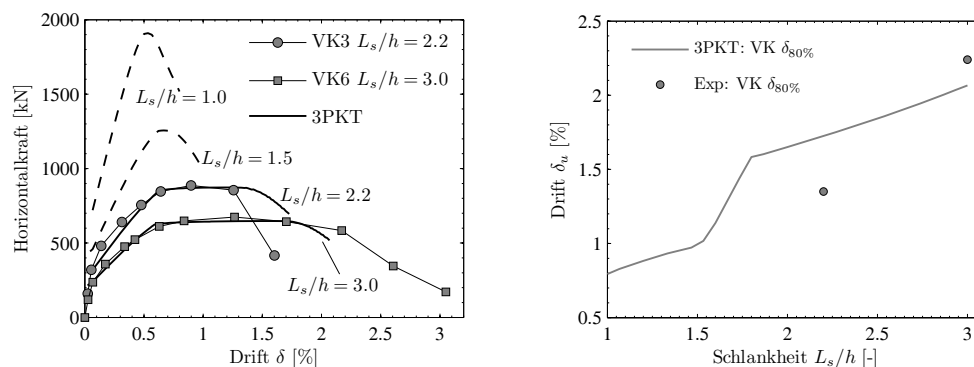 2000
1500
1000
500
0
0
0.5
1
1.5
2
2.5
3
Horizontalkraft [kN]
Drift δ [%]
VK3 L_s/h = 2.2
VK6 L_s/h = 3.0
3PKT
L_s/h = 1.0
L_s/h = 1.5
L_s/h = 2.2
L_s/h = 3.0
2.5
2
1.5
1
0.5
1
1.5
2
2.5
3
Drift δ_u [%]
Schlankheit L_s/h [-]
3PKT: VK δ_80%
Exp: VK δ_80%